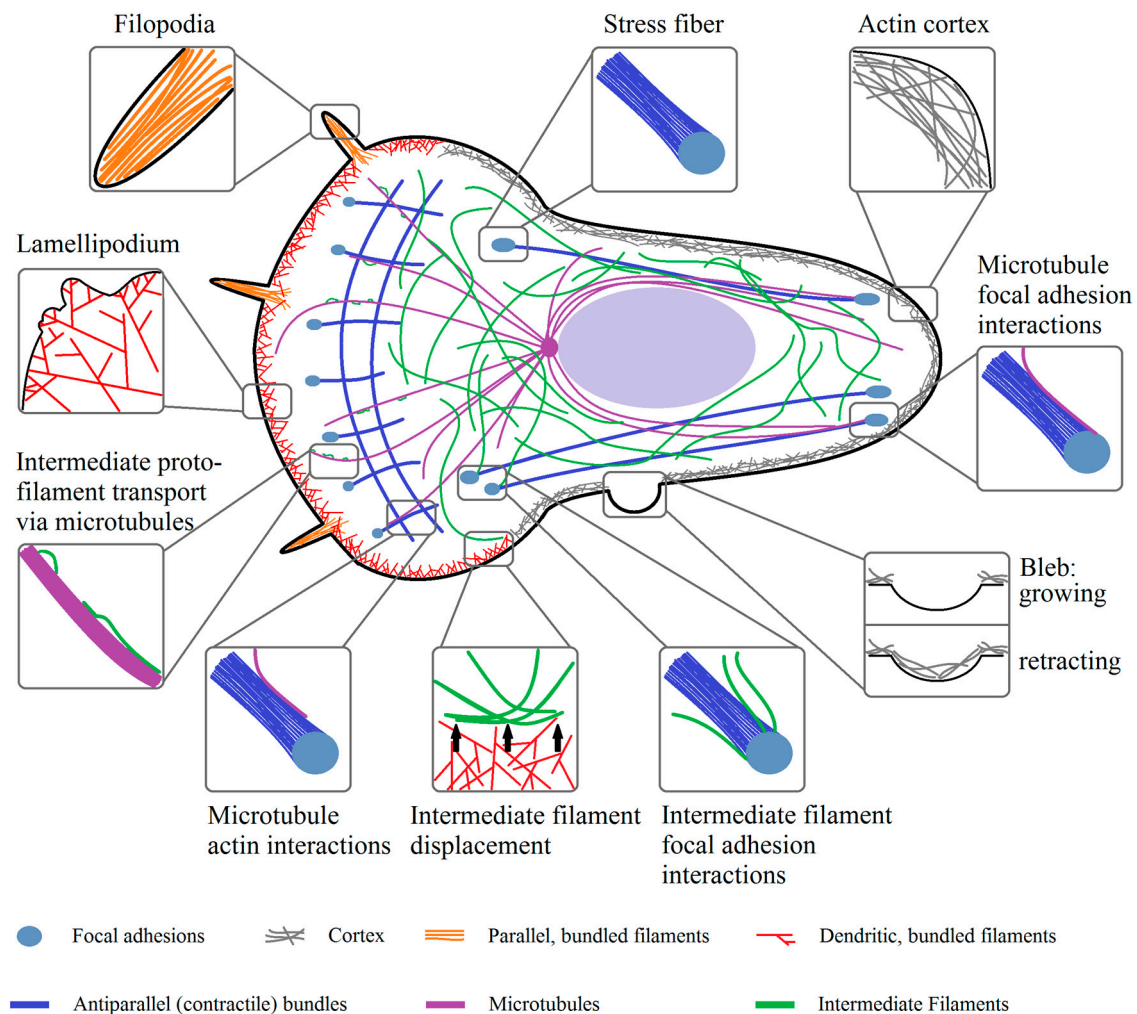 Filopodia
Stress fiber
Actin cortex
Lamellipodium
Microtubule
focal adhesion
interactions
Intermediate proto-
filament transport
via microtubules
Bleb:
growing
retracting
Microtubule
actin interactions
Intermediate filament
displacement
Intermediate filament
focal adhesion
interactions
Focal adhesions
Cortex
Parallel, bundled filaments
Dendritic, bundled filaments
Antiparallel (contractile) bundles
Microtubules
Intermediate Filaments